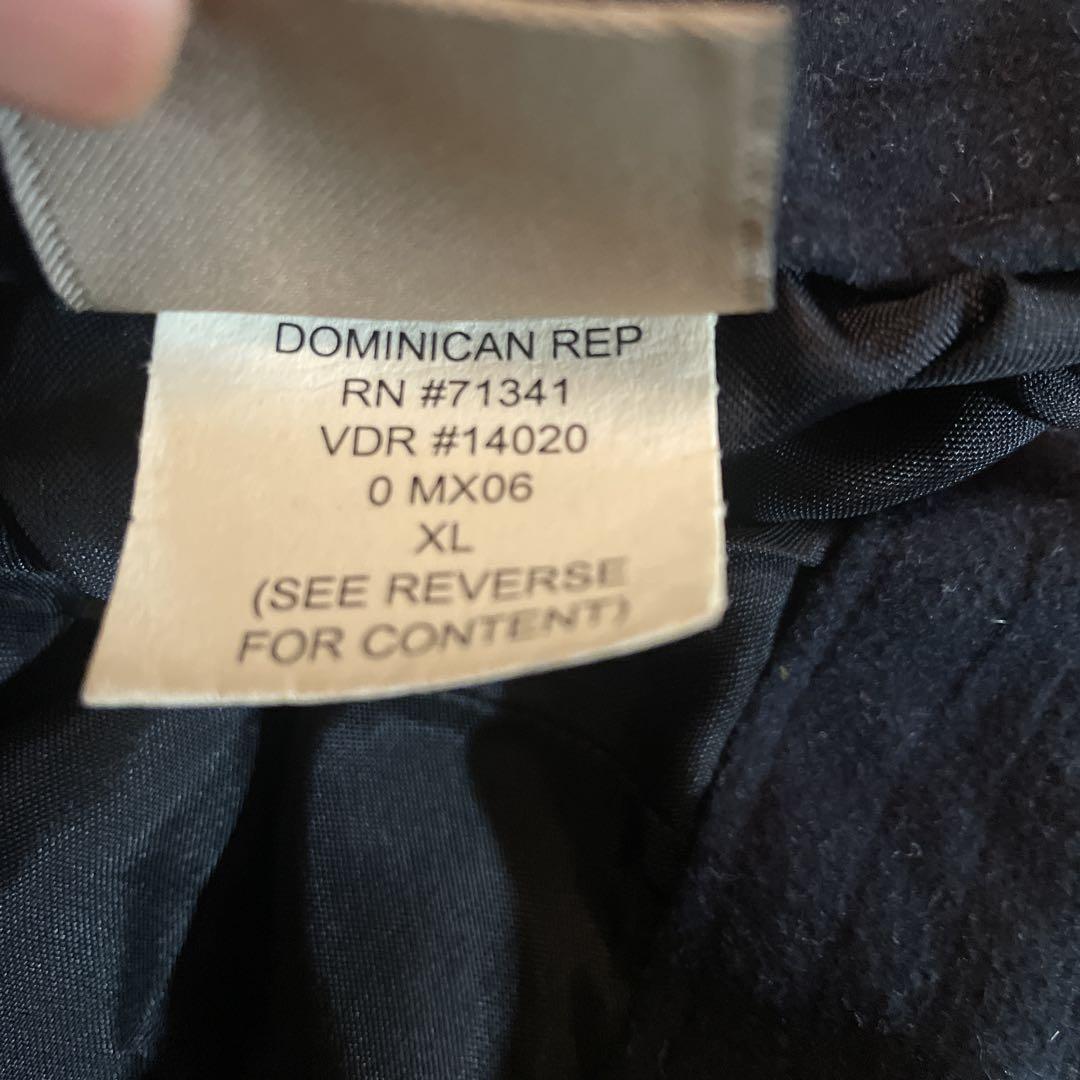 DOMINICAN REP
RN #71341
VDR #14020
0 MX06
XL
(SEE REVERSE
FOR CONTENT)